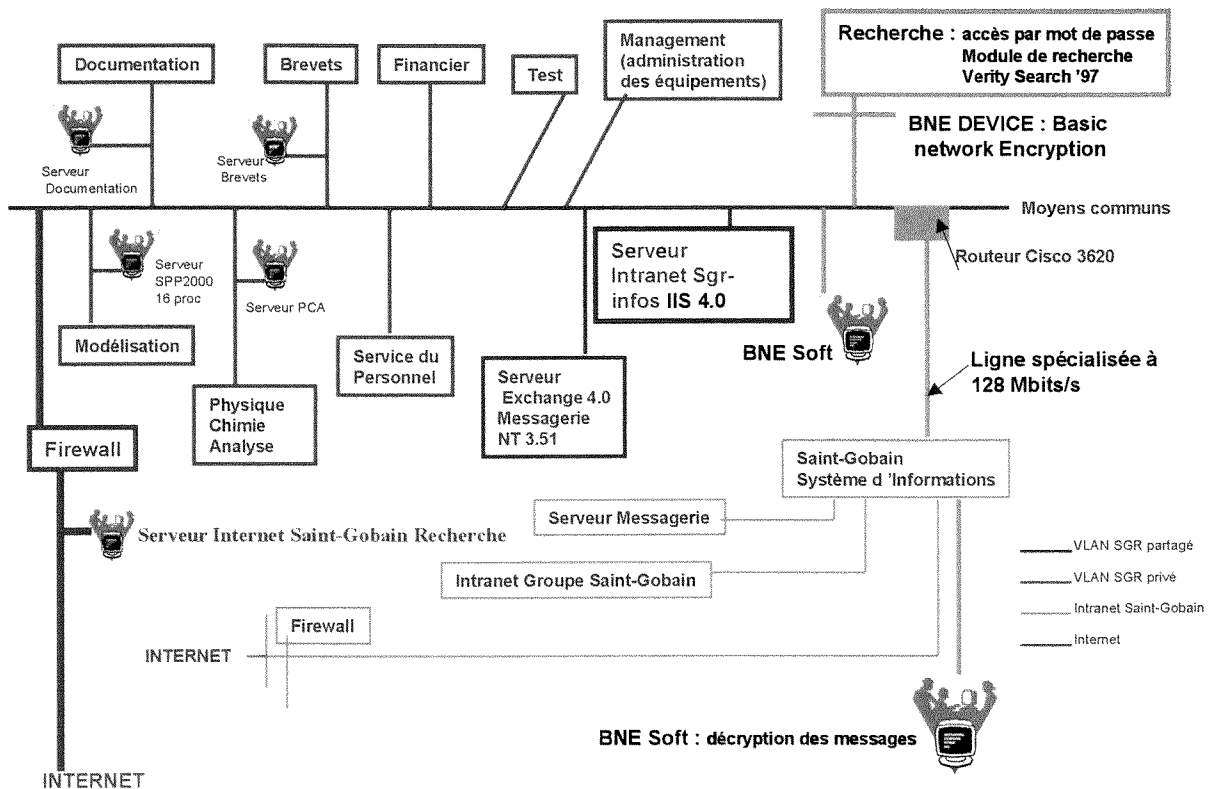 Documentation
Brevets
Financier
Test
Management
(administration
des équipements)
Recherche : accès par mot de passe
Module de recherche
Verity Search '97
BNE DEVICE : Basic
network Encryption
Serveur
Documentation
Serveur
Brevets
Moyens communs
Routeur Cisco 3620
Serveur
SPP2000
16 proc
Serveur PCA
Serveur
Intranet Sgr-
infos IIS 4.0
BNE Soft
Modélisation
Service du
Personnel
Serveur
Exchange 4.0
Messagerie
NT 3.51
Physique
Chimie
Analyse
Ligne spécialisée à
128 Mbits/s
Firewall
Saint-Gobain
Système d 'Informations
Serveur Messagerie
Serveur Internet Saint-Gobain Recherche
Intranet Groupe Saint-Gobain
Firewall
INTERNET
VLAN SGR partagé
VLAN SGR privé
Intranet Saint-Gobain
Internet
BNE Soft : décryption des messages
INTERNET